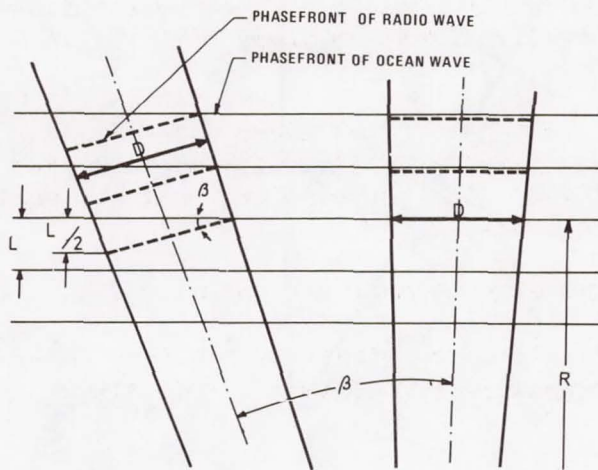 PHASEFRONT OF RADIO WAVE
PHASEFRONT OF OCEAN WAVE
D
β
D
L
L/2
β
R